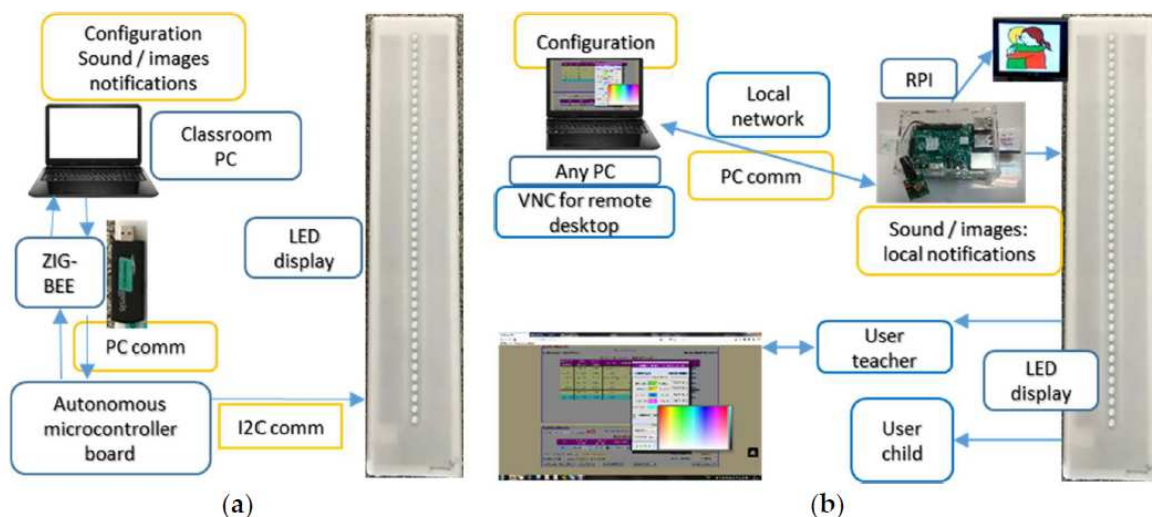 Configuration
Sound / images
notifications
Classroom
PC
ZIG-
BEE
PC comm
Autonomous
microcontroller
board
I2C comm
LED
display
(a)
Configuration
Local
network
Any PC
VNC for remote
desktop
PC comm
RPI
Sound / images:
local notifications
User
teacher
LED
display
User
child
(b)